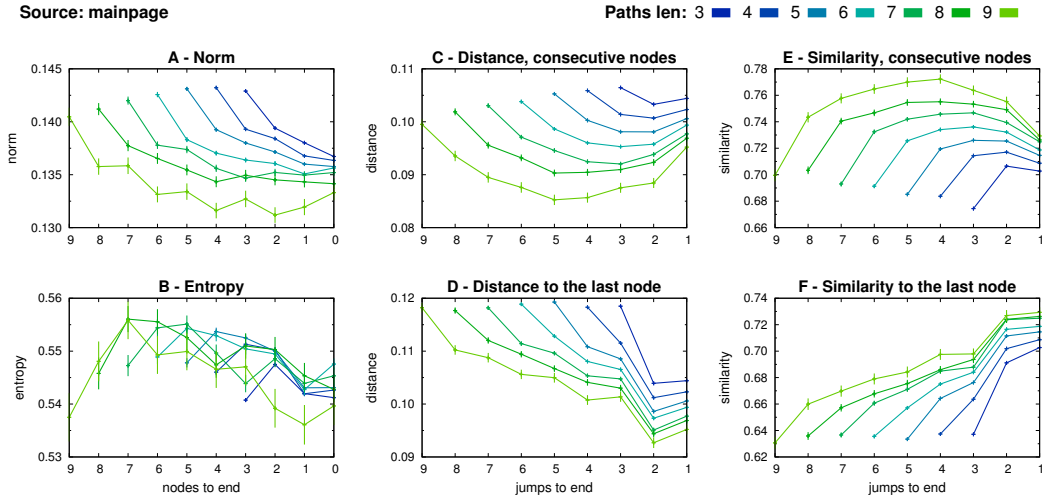 Source: mainpage
Paths len: 3 4 5 6 7 8 9
A - Norm
norm
0.145
0.140
0.135
0.130
9 8 7 6 5 4 3 2 1 0
C - Distance, consecutive nodes
distance
0.11
0.10
0.09
0.08
9 8 7 6 5 4 3 2 1
E - Similarity, consecutive nodes
similarity
0.78
0.76
0.74
0.72
0.70
0.68
0.66
9 8 7 6 5 4 3 2 1
B - Entropy
entropy
0.56
0.55
0.54
0.53
9 8 7 6 5 4 3 2 1 0
nodes to end
D - Distance to the last node
distance
0.12
0.11
0.10
0.09
9 8 7 6 5 4 3 2 1
jumps to end
F - Similarity to the last node
similarity
0.74
0.72
0.70
0.68
0.66
0.64
0.62
9 8 7 6 5 4 3 2 1
jumps to end